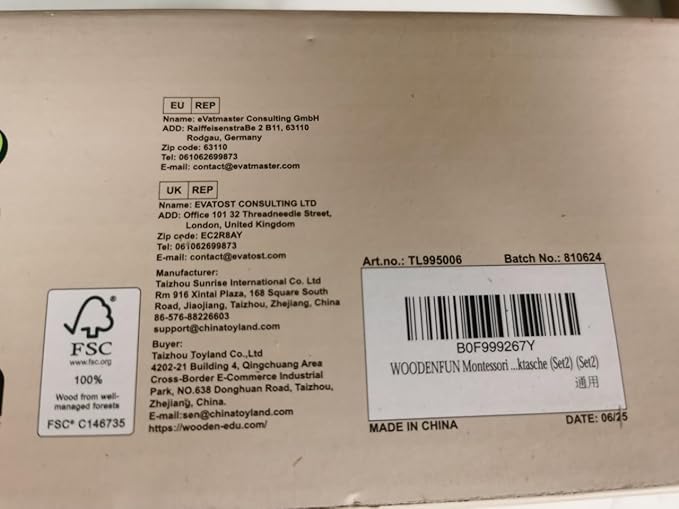 EU REP
Nname: eVatmaster Consulting GmbH
ADD: RaiffeisenstraBe 2 B11, 63110
Rodgau, Germany
Zip code: 63110
Tel: 061062699873
E-mail: contact@evatmaster.com
UK REP
Nname: EVATOST CONSULTING LTD
ADD: Office 101 32 Threadneedle Street,
London, United Kingdom
Zip code: EC2R8AY
Tel: 061062699873
E-mail: contact@evatost.com
Manufacturer:
Taizhou Sunrise International Co. Ltd
Rm 916 Xintai Plaza, 168 Square South
Road, Jiaojiang, Taizhou, Zhejiang, China
86-576-88226603
support@chinatoyland.com
Buyer:
Taizhou Toyland Co.,Ltd
4202-21 Building 4, Qingchuang Area
Cross-Border E-Commerce Industrial
Park, NO.638 Donghuan Road, Taizhou,
Zhejiang, China.
E-mail:sen@chinatoyland.com
https://wooden-edu.com/
FSC
www.fsc.org
100%
Wood from well-
managed forests
FSC® C146735
Art.no.: TL995006 Batch No.: 810624
B0F999267Y
WOODENFUN Montessori ...ktasche (Set2) (Set2)
通用
MADE IN CHINA DATE: 06/25